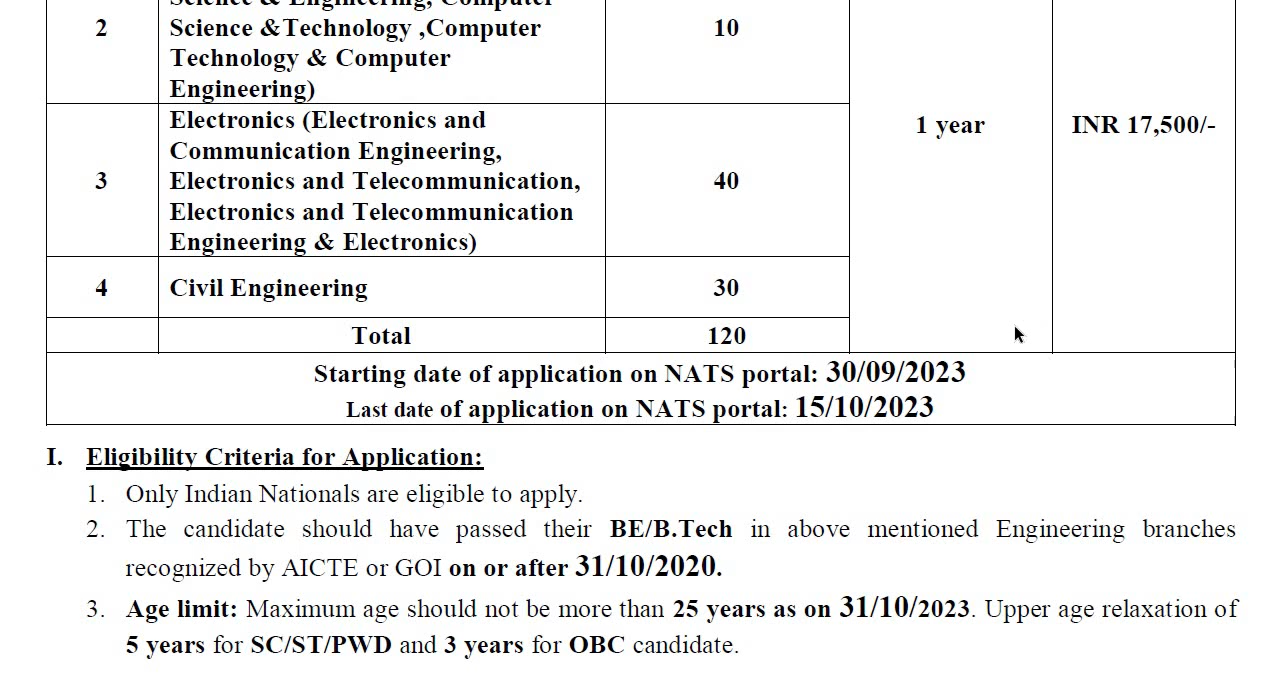 Science & Engineering, Computer
2 Science &Technology ,Computer 10
Technology & Computer
Engineering)
Electronics (Electronics and
Communication Engineering, 1 year INR 17,500/-
3 Electronics and Telecommunication, 40
Electronics and Telecommunication
Engineering & Electronics)
4 Civil Engineering 30
Total 120
Starting date of application on NATS portal: 30/09/2023
Last date of application on NATS portal: 15/10/2023
I. Eligibility Criteria for Application:
1. Only Indian Nationals are eligible to apply.
2. The candidate should have passed their BE/B.Tech in above mentioned Engineering branches
recognized by AICTE or GOI on or after 31/10/2020.
3. Age limit: Maximum age should not be more than 25 years as on 31/10/2023. Upper age relaxation of
5 years for SC/ST/PWD and 3 years for OBC candidate.